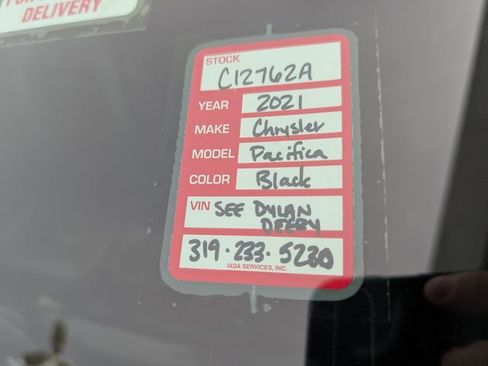 DELIVERY
STOCK
C12762A
YEAR 2021
MAKE Chrysler
MODEL Pacifica
COLOR Black
VIN SEE DYLAN
DEERY
319·233·5230
IADA SERVICES, INC.